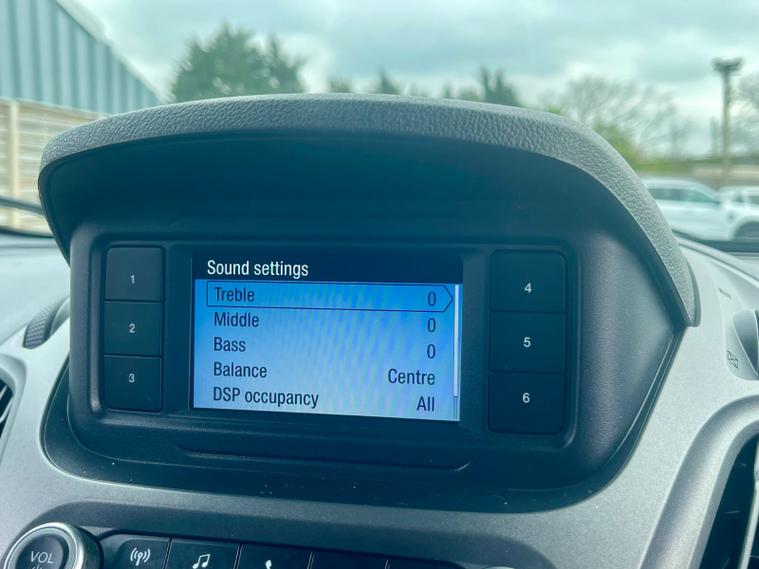 Sound settings
Treble 0
Middle 0
Bass 0
Balance Centre
DSP occupancy All
1
2
3
4
5
6
VOL